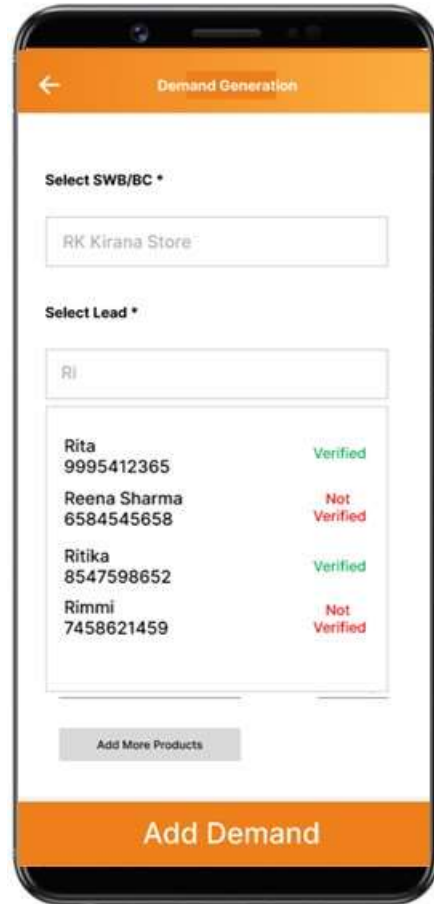 Demand Generation
Select SWB/BC *
RK Kirana Store
Select Lead *
Ri
Rita
9995412365
Verified
Reena Sharma
6584545658
Not
Verified
Ritika
8547598652
Verified
Rimmi
7458621459
Not
Verified
Add More Products
Add Demand